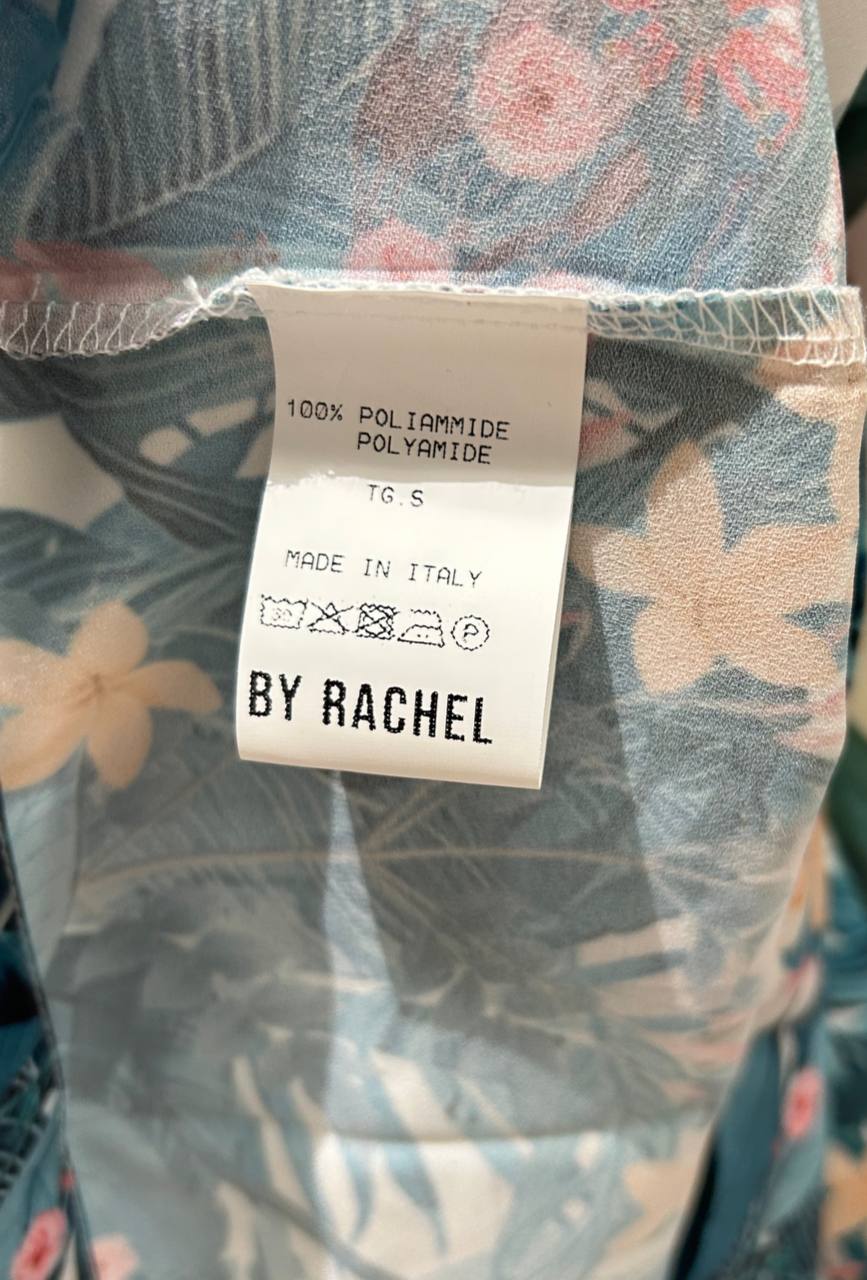 100% POLIAMMIDE
POLYAMIDE
TG.S
MADE IN ITALY
P
BY RACHEL